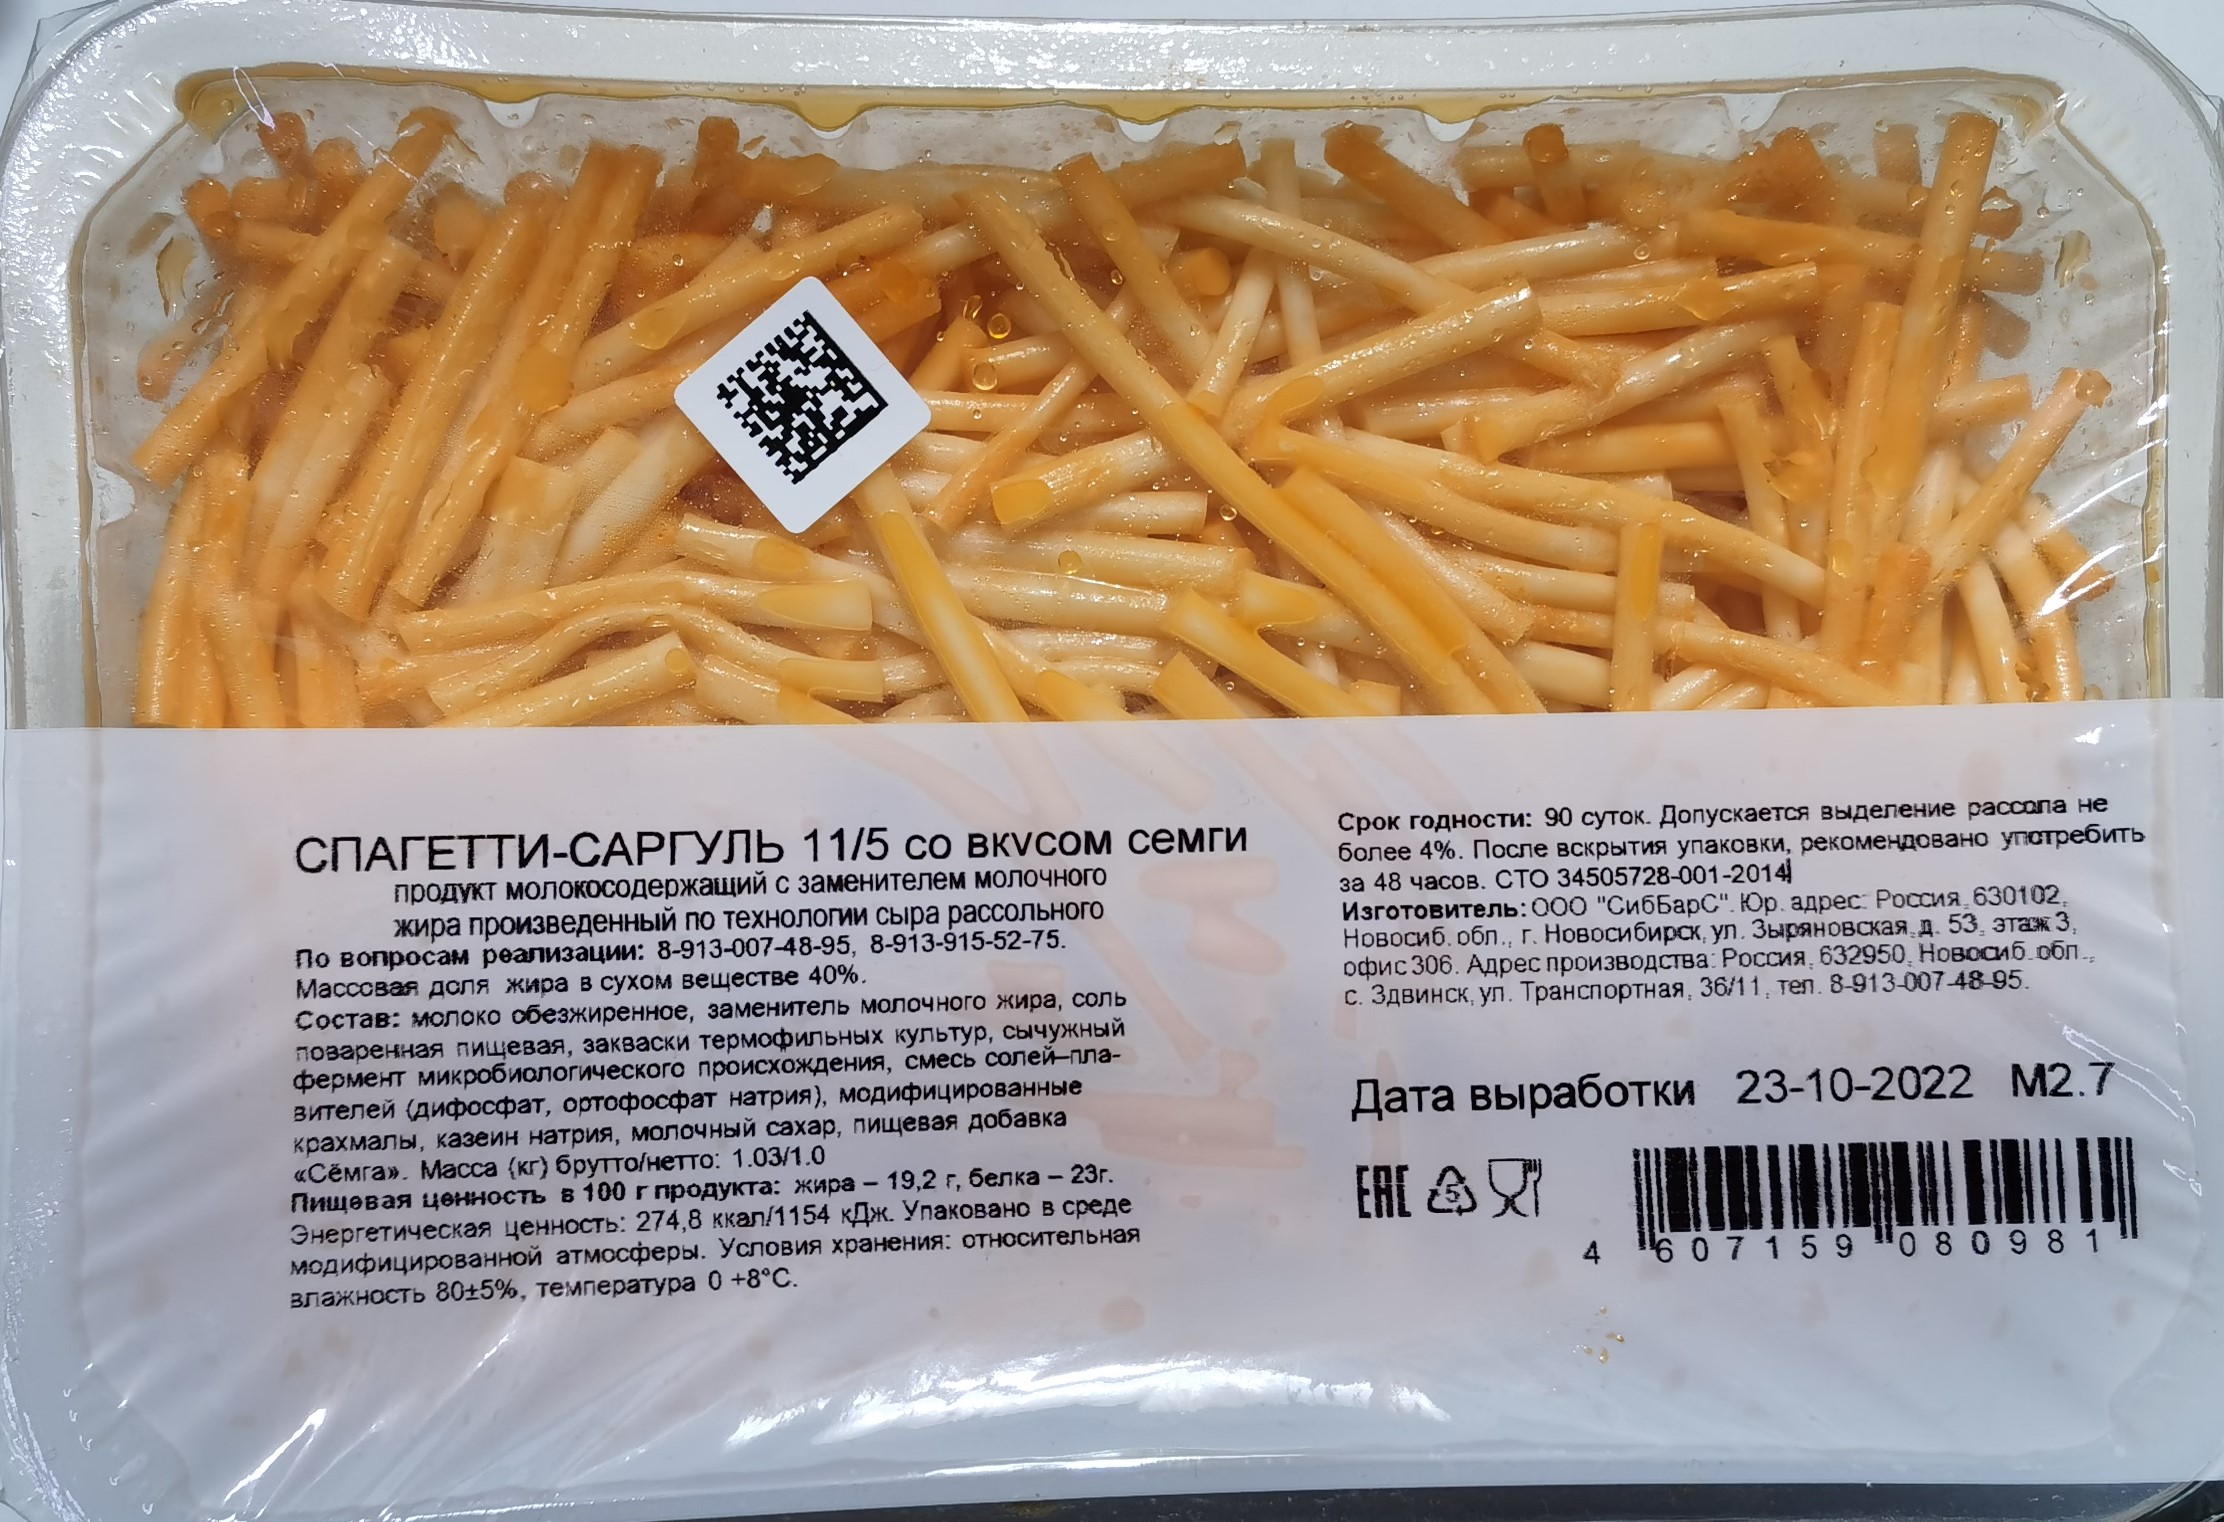 СПАГЕТТИ-САРГУЛЬ 11/5 со вкусом семги
продукт молокосодержащий с заменителем молочного
жира произведенный по технологии сыра рассольного
По вопросам реализации: 8-913-007-48-95, 8-913-915-52-75.
Массовая доля жира в сухом веществе 40%.
Состав: молоко обезжиренное, заменитель молочного жира, соль
поваренная пищевая, закваски термофильных культур, сычужный
фермент микробиологического происхождения, смесь солей–пла-
вителей (дифосфат, ортофосфат натрия), модифицированные
крахмалы, казеин натрия, молочный сахар, пищевая добавка
«Сёмга». Масса (кг) брутто/нетто: 1.03/1.0
Пищевая ценность в 100 г продукта: жира – 19,2 г, белка – 23г.
Энергетическая ценность: 274,8 ккал/1154 кДж. Упаковано в среде
модифицированной атмосферы. Условия хранения: относительная
влажность 80±5%, температура 0 +8°С.
Срок годности: 90 суток. Допускается выделение рассола не
более 4%. После вскрытия упаковки, рекомендовано употребить
за 48 часов. СТО 34505728-001-2014
Изготовитель: ООО "СибБарС". Юр. адрес: Россия, 630102,
Новосиб. обл., г. Новосибирск, ул. Зыряновская, д. 53, этаж 3,
офис 306. Адрес производства: Россия, 632950, Новосиб. обл.,
с. Здвинск, ул. Транспортная, 36/11, тел. 8-913-007-48-95.
Дата выработки 23-10-2022 М2.7
EAC 5
4 607159 080981